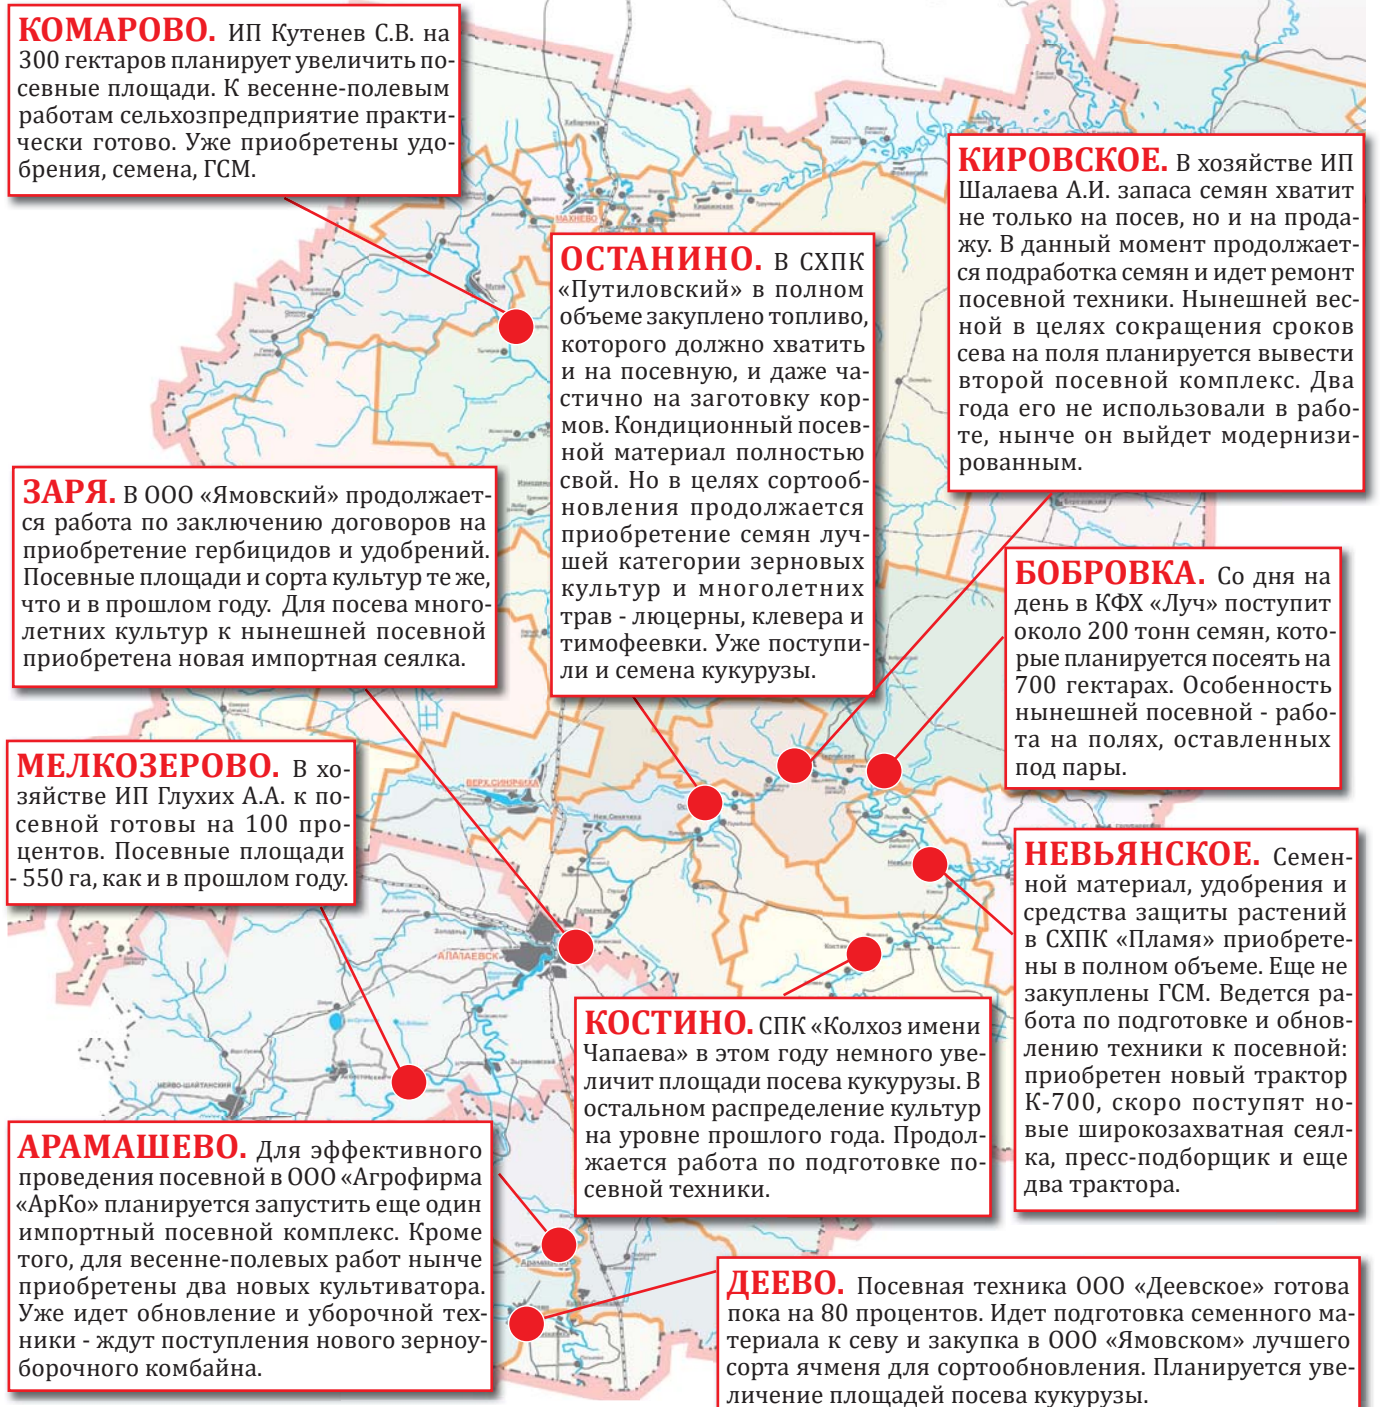 КОМАРОВО. ИП Кутенев С.В. на
300 гектаров планирует увеличить по-
севные площади. К весенне-полевым
работам сельхозпредприятие практи-
чески готово. Уже приобретены удо-
брения, семена, ГСМ.
КИРОВСКОЕ. В хозяйстве ИП
Шалаева А.И. запаса семян хватит
не только на посев, но и на прода-
жу. В данный момент продолжает-
ся подработка семян и идет ремонт
посевной техники. Нынешней вес-
ной в целях сокращения сроков
сева на поля планируется вывести
второй посевной комплекс. Два
года его не использовали в рабо-
те, нынче он выйдет модернизи-
рованным.
ОСТАНИНО. В СХПК
«Путиловский» в полном
объеме закуплено топливо,
которого должно хватить
и на посевную, и даже ча-
стично на заготовку кор-
мов. Кондиционный посев-
ной материал полностью
свой. Но в целях сортооб-
новления продолжается
приобретение семян луч-
шей категории зерновых
культур и многолетних
трав - люцерны, клевера и
тимофеевки. Уже поступи-
ли и семена кукурузы.
ЗАРЯ. В ООО «Ямовский» продолжает-
ся работа по заключению договоров на
приобретение гербицидов и удобрений.
Посевные площади и сорта культур те же,
что и в прошлом году. Для посева много-
летних культур к нынешней посевной
приобретена новая импортная сеялка.
БОБРОВКА. Со дня на
день в КФХ «Луч» поступит
около 200 тонн семян, кото-
рые планируется посеять на
700 гектарах. Особенность
нынешней посевной - рабо-
та на полях, оставленных
под пары.
МЕЛКОЗЕРОВО. В хо-
зяйстве ИП Глухих А.А. к по-
севной готовы на 100 про-
центов. Посевные площади
- 550 га, как и в прошлом году.
НЕВЬЯНСКОЕ. Семен-
ной материал, удобрения и
средства защиты растений
в СХПК «Пламя» приобрете-
ны в полном объеме. Еще не
закуплены ГСМ. Ведется ра-
бота по подготовке и обнов-
лению техники к посевной:
приобретен новый трактор
К-700, скоро поступят но-
вые широкозахватная сеял-
ка, пресс-подборщик и еще
два трактора.
КОСТИНО. СПК «Колхоз имени
Чапаева» в этом году немного уве-
личит площади посева кукурузы. В
остальном распределение культур
на уровне прошлого года. Продол-
жается работа по подготовке по-
севной техники.
АРАМАШЕВО. Для эффективного
проведения посевной в ООО «Агрофирма
«АрКо» планируется запустить еще один
импортный посевной комплекс. Кроме
того, для весенне-полевых работ нынче
приобретены два новых культиватора.
Уже идет обновление и уборочной тех-
ники - ждут поступления нового зерноу-
борочного комбайна.
ДЕЕВО. Посевная техника ООО «Деевское» готова
пока на 80 процентов. Идет подготовка семенного ма-
териала к севу и закупка в ООО «Ямовском» лучшего
сорта ячменя для сортообновления. Планируется уве-
личение площадей посева кукурузы.
МАХНЕВО
ВЕРХ. СИНЯЧИХА
АЛАПАЕВСК
НЕЙВО-ШАЙТАНСКИЙ